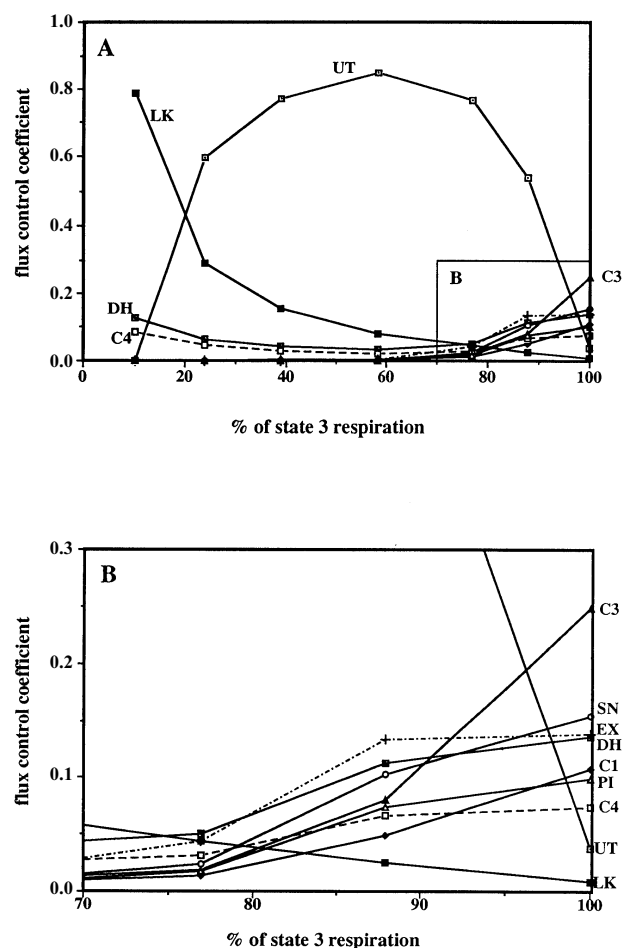 1.0
A
UT
0.8
LK
0.6
flux control coefficient
0.4
C3
B
0.2
DH
C4
0.0
0 20 40 60 80 100
% of state 3 respiration
0.3
B
C3
0.2
SN
EX
DH
flux control coefficient
0.1
C1
PI
C4
UT
LK
0.0
70 80 90 100
% of state 3 respiration